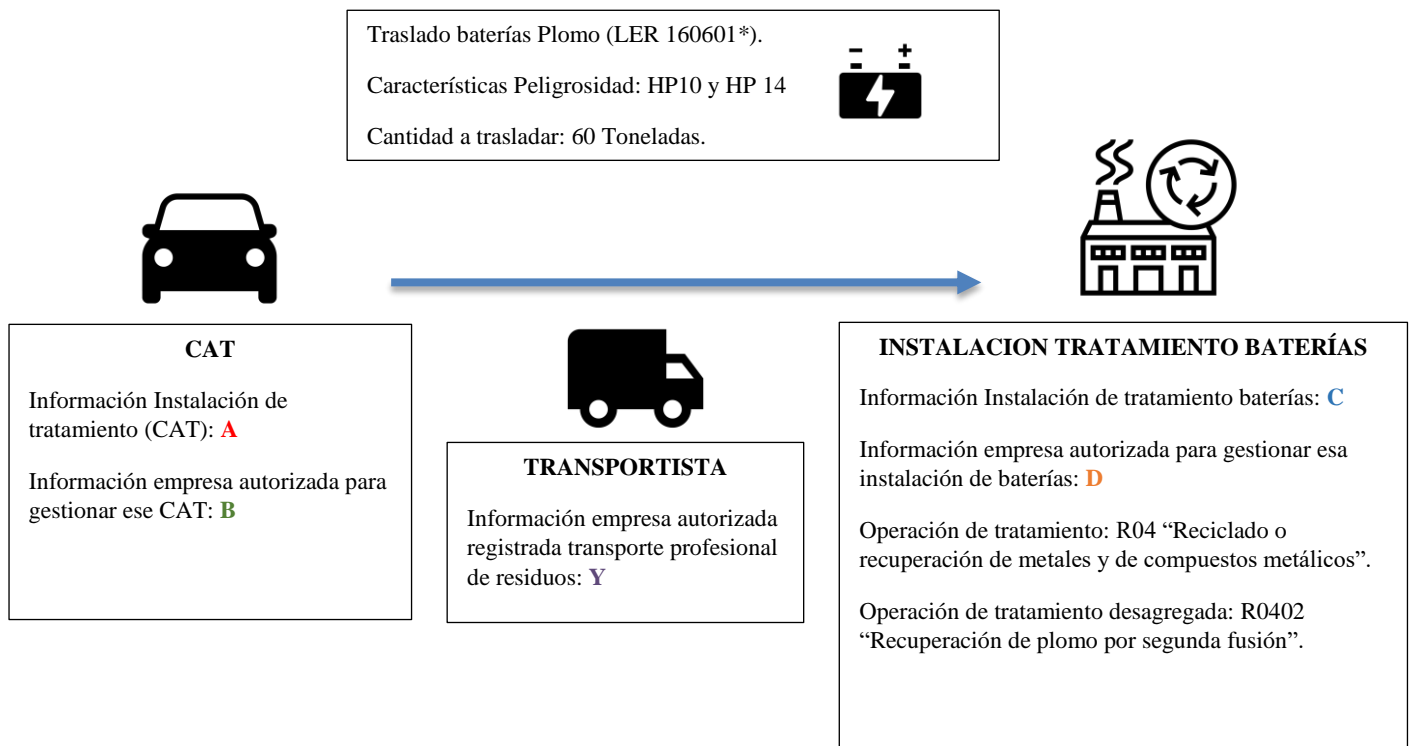 Traslado baterías Plomo (LER 160601*).
Características Peligrosidad: HP10 y HP 14
Cantidad a trasladar: 60 Toneladas.
CAT
Información Instalación de
tratamiento (CAT): A
Información empresa autorizada para
gestionar ese CAT: B
TRANSPORTISTA
Información empresa autorizada
registrada transporte profesional
de residuos: Y
INSTALACION TRATAMIENTO BATERÍAS
Información Instalación de tratamiento baterías: C
Información empresa autorizada para gestionar esa
instalación de baterías: D
Operación de tratamiento: R04 “Reciclado o
recuperación de metales y de compuestos metálicos”.
Operación de tratamiento desagregada: R0402
“Recuperación de plomo por segunda fusión”.